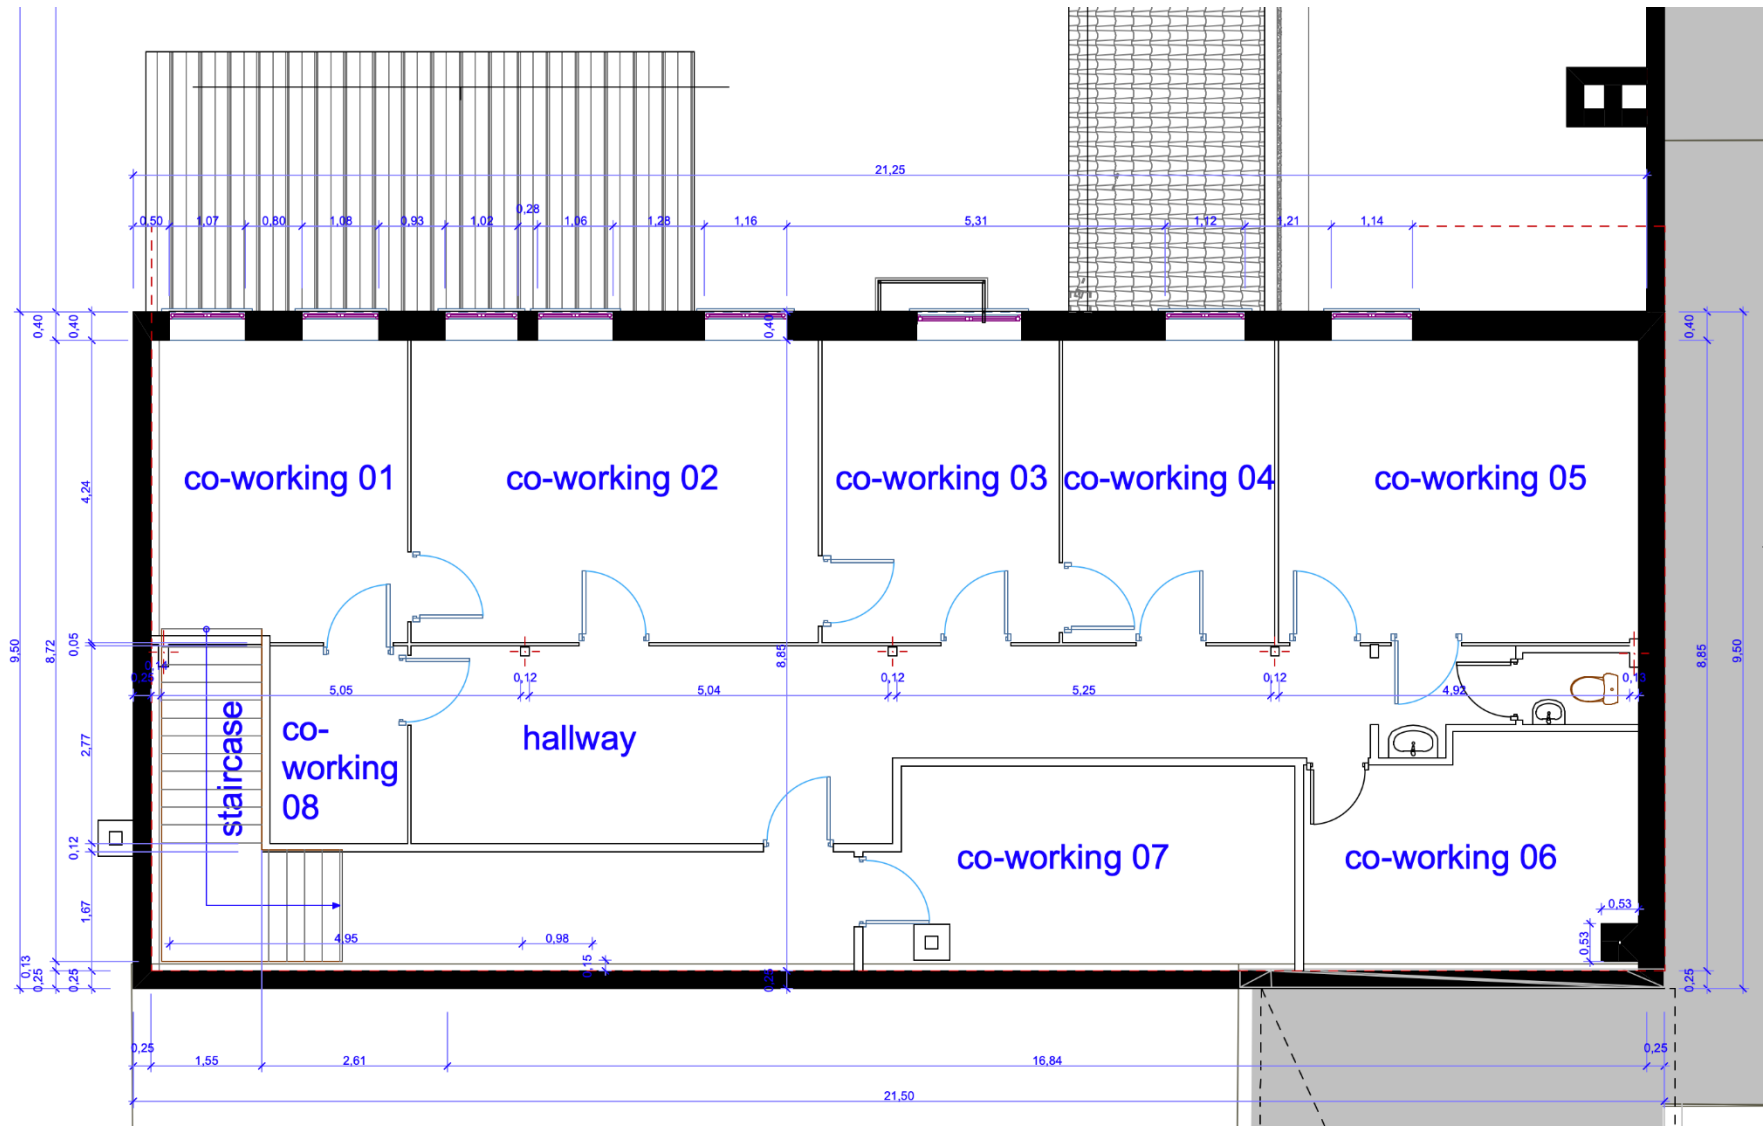 21,25
0,50 1,07 0,80 1,08 0,93 1,02 0,28 1,06 1,28 1,16 5,31 1,12 1,21 1,14
0,40 0,40 0,40 0,40
co-working 01 co-working 02 co-working 03 co-working 04 co-working 05
4,24
9,50 8,72 0,05 8,85 8,85 9,50
0,14
0,25 5,05 0,12 5,04 0,12 5,25 0,12 4,92 0,13
staircase
co-
working
08
hallway
2,77
0,12
co-working 07 co-working 06
1,67
0,53
0,53
4,95 0,98
0,15
0,13 0,25 0,25 0,25 0,25
0,25 1,55 2,61 16,84 0,25
21,50